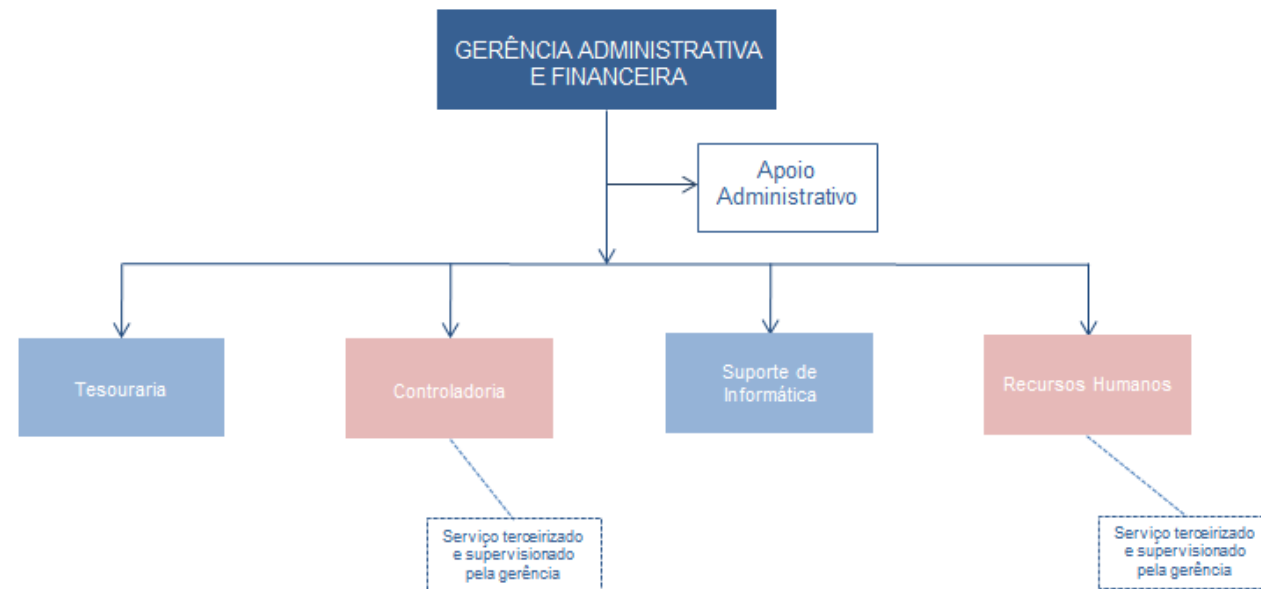 GERÊNCIA ADMINISTRATIVA
E FINANCEIRA
Apoio
Administrativo
Tesouraria
Controladoria
Suporte de
Informática
Recursos Humanos
Serviço terceirizado
e supervisionado
pela gerência
Serviço terceirizado
e supervisionado
pela gerência